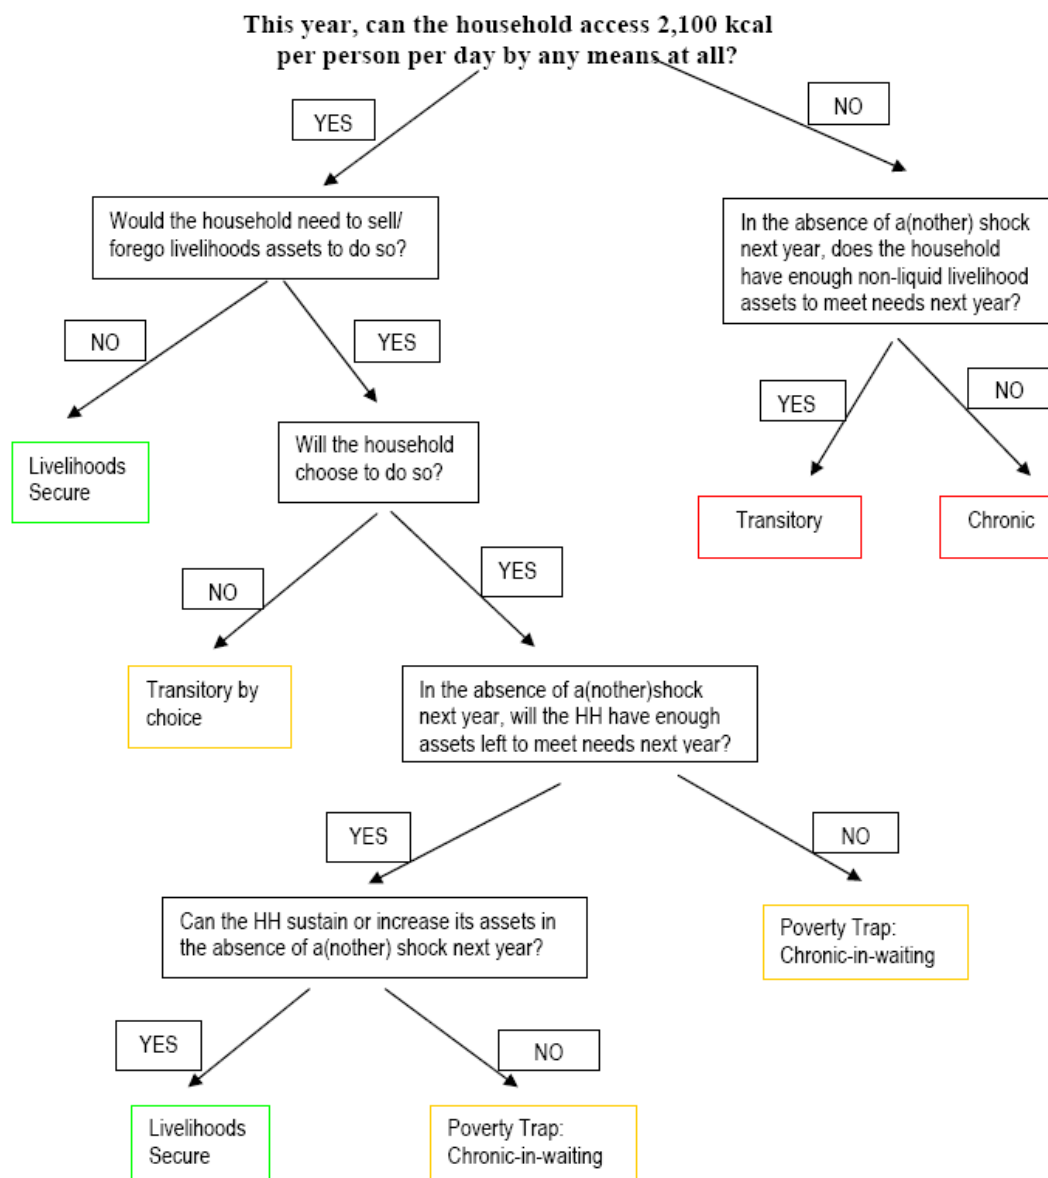 This year, can the household access 2,100 kcal
per person per day by any means at all?
YES
NO
Would the household need to sell/
forego livelihoods assets to do so?
In the absence of a(nother) shock
next year, does the household
have enough non-liquid livelihood
assets to meet needs next year?
NO
YES
YES
NO
Livelihoods
Secure
Will the household
choose to do so?
Transitory
Chronic
NO
YES
Transitory by
choice
In the absence of a(nother)shock
next year, will the HH have enough
assets left to meet needs next year?
YES
NO
Can the HH sustain or increase its assets in
the absence of a(nother) shock next year?
Poverty Trap:
Chronic-in-waiting
YES
NO
Livelihoods
Secure
Poverty Trap:
Chronic-in-waiting